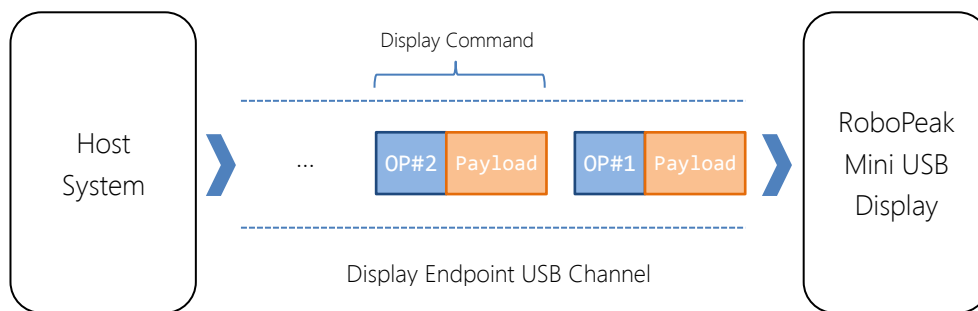 Display Command
Host
System
...
OP#2 Payload
OP#1 Payload
RoboPeak
Mini USB
Display
Display Endpoint USB Channel